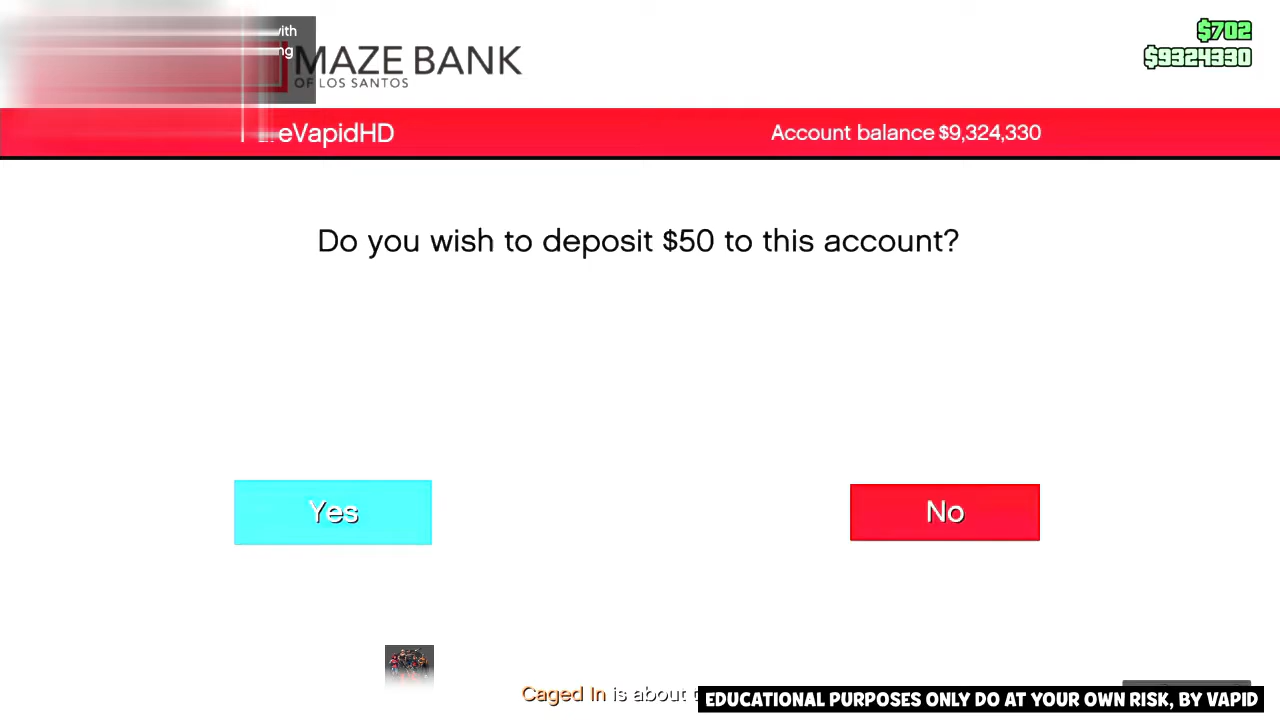 MAZE BANK
OF LOS SANTOS
$702
$9324330
eVapidHD
Account balance $9,324,330
Do you wish to deposit $50 to this account?
Yes
No
Caged In is about
EDUCATIONAL PURPOSES ONLY DO AT YOUR OWN RISK, BY VAPID